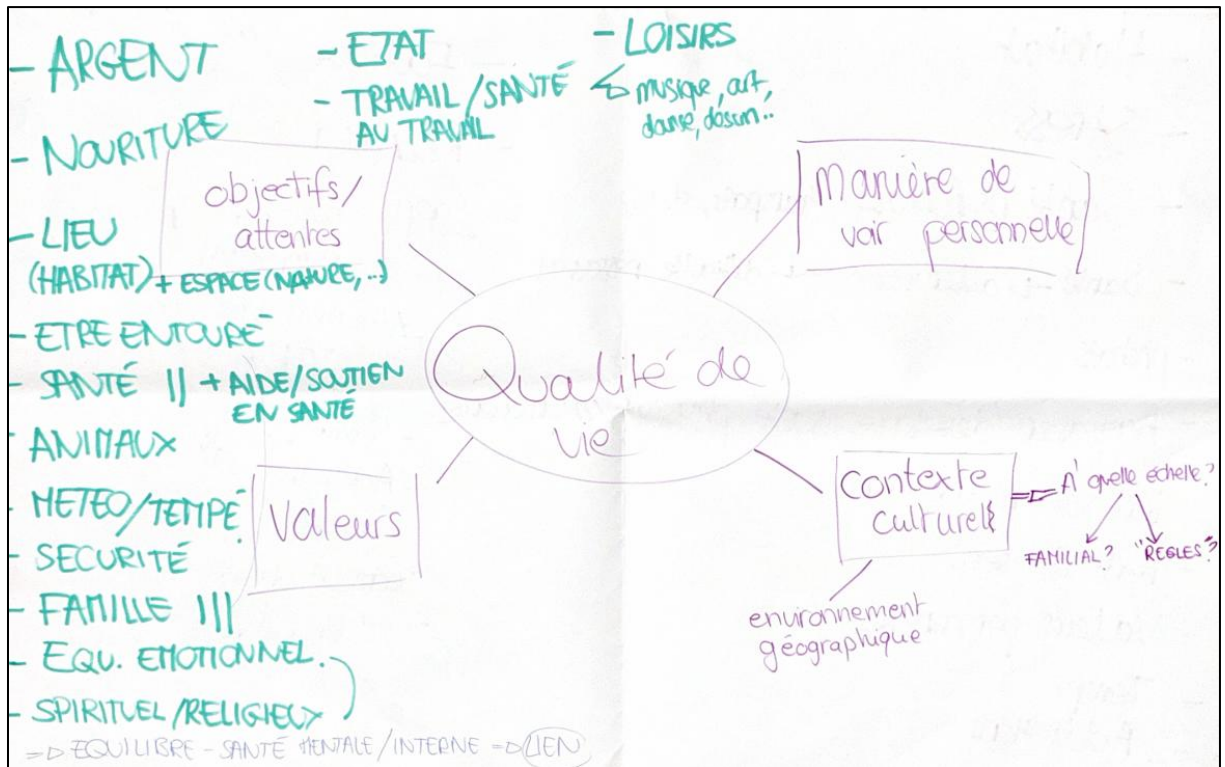 - ARGENT
- NOURITURE
- LIEU
(HABITAT) + ESPACE (NATURE, ..)
- ETRE ENTOURÉ
- SANTÉ || + AIDE/SOUTIEN
EN SANTÉ
- ANIMAUX
- METEO/TEMPÉ
- SECURITÉ
- FAMILLE |||
- EQU. EMOTIONNEL.
- SPIRITUEL/RELIGIEUX
=> EQUILIBRE - SANTÉ MENTALE/INTERNE => LIEN
- ETAT
- TRAVAIL/SANTÉ
AU TRAVAIL
- LOISIRS
musique, art,
danse, dessin..
objectifs/
attentes
Manière de
voir personnelle
Qualité de
vie
Valeurs
Contexte
culturel
=> A quelle échelle?
FAMILIAL? "REGLES"?
environnement
géographique